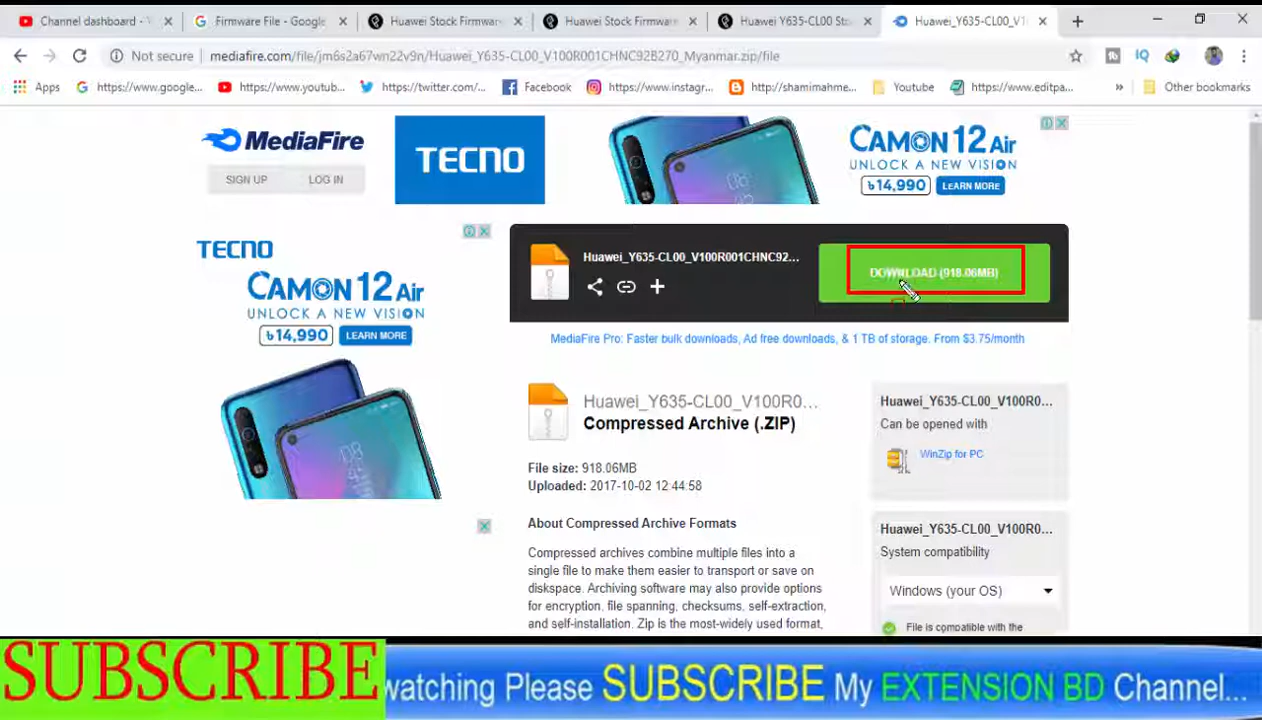 Channel dashboard - Y
Firmware File - Google
Huawei Stock Firmwar
Huawei Stock Firmwar
Huawei Y635-CL00 Sto
Huawei_Y635-CL00_V1
Not secure
mediafire.com/file/jm6s2a67wn22v9n/Huawei_Y635-CL00_V100R001CHNC92B270_Myanmar.zip/file
Apps
https://www.google...
https://www.youtub...
https://twitter.com/...
Facebook
https://www.instagr...
http://shamimahme...
Youtube
https://www.editpa...
»
Other bookmarks
MediaFire
SIGN UP
LOG IN
TECNO
CAMON 12 Air
UNLOCK A NEW VISION
৳14,990
LEARN MORE
TECNO
CAMON 12 Air
UNLOCK A NEW VISION
৳14,990
LEARN MORE
Huawei_Y635-CL00_V100R001CHNC92...
DOWNLOAD (918.06MB)
MediaFire Pro: Faster bulk downloads, Ad free downloads, & 1 TB of storage. From $3.75/month
Huawei_Y635-CL00_V100R0...
Compressed Archive (.ZIP)
File size: 918.06MB
Uploaded: 2017-10-02 12:44:58
About Compressed Archive Formats
Compressed archives combine multiple files into a
single file to make them easier to transport or save on
diskspace. Archiving software may also provide options
for encryption, file spanning, checksums, self-extraction,
and self-installation. Zip is the most-widely used format,
Huawei_Y635-CL00_V100R0...
Can be opened with
WinZip for PC
Huawei_Y635-CL00_V100R0...
System compatibility
Windows (your OS)
File is compatible with the
SUBSCRIBE
watching Please SUBSCRIBE My EXTENSION BD Channel...